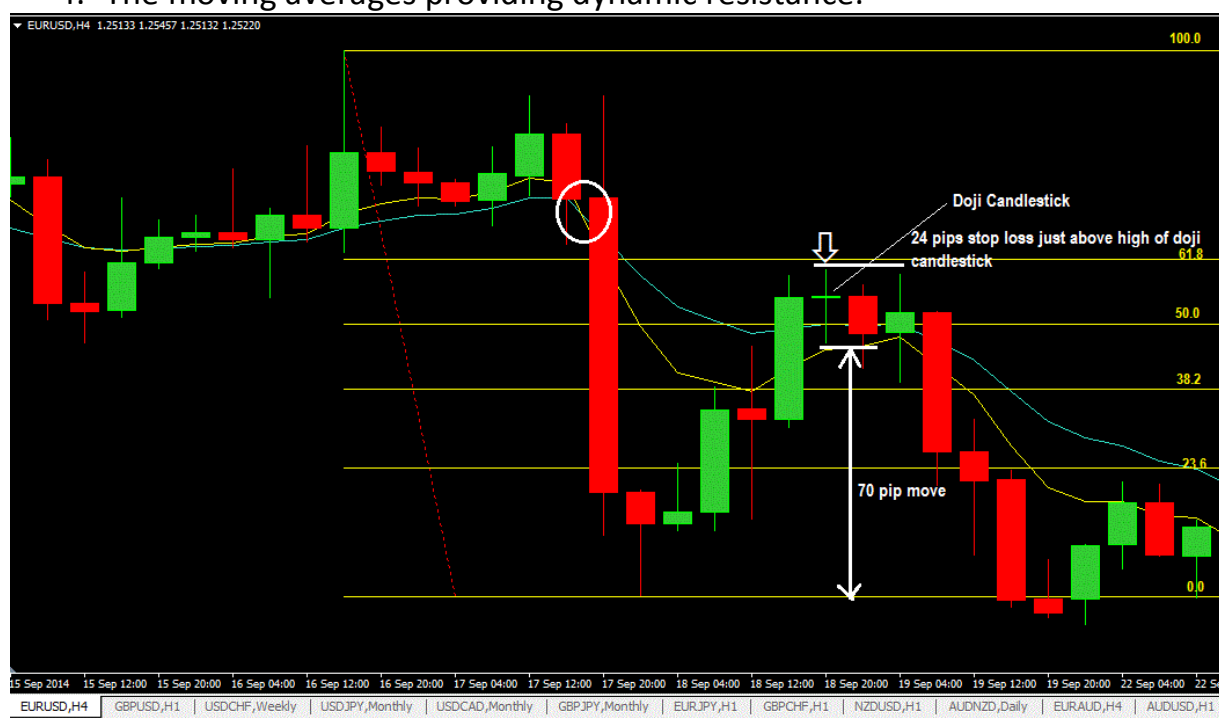 4. The moving averages providing dynamic resistance.
EURUSD,H4 1.25133 1.25457 1.25132 1.25220
100.0
Doji Candlestick
24 pips stop loss just above high of doji
candlestick
61.8
50.0
38.2
23.6
70 pip move
0.0
15 Sep 2014 15 Sep 12:00 15 Sep 20:00 16 Sep 04:00 16 Sep 12:00 16 Sep 20:00 17 Sep 04:00 17 Sep 12:00 17 Sep 20:00 18 Sep 04:00 18 Sep 12:00 18 Sep 20:00 19 Sep 04:00 19 Sep 12:00 19 Sep 20:00 22 Sep 04:00 22 Se
EURUSD,H4 | GBPUSD,H1 | USDCHF,Weekly | USDJPY,Monthly | USDCAD,Monthly | GBPJPY,Monthly | EURJPY,H1 | GBPCHF,H1 | NZDUSD,H1 | AUDNZD,Daily | EURAUD,H4 | AUDUSD,H1